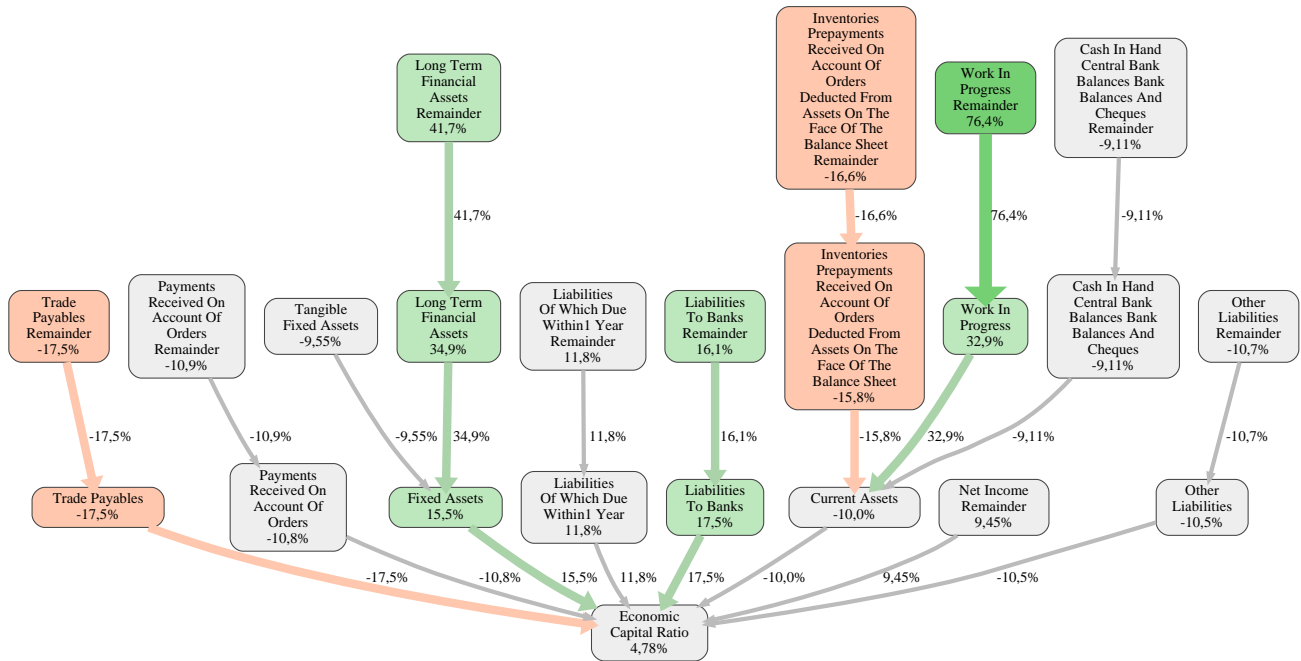 Inventories
Prepayments
Received On
Account Of
Orders
Deducted From
Assets On The
Face Of The
Balance Sheet
Remainder
-16,6%
Long Term
Financial
Assets
Remainder
41,7%
Work In
Progress
Remainder
76,4%
Cash In Hand
Central Bank
Balances Bank
Balances And
Cheques
Remainder
-9,11%
41,7%
-16,6%
76,4%
-9,11%
Trade
Payables
Remainder
-17,5%
Payments
Received On
Account Of
Orders
Remainder
-10,9%
Tangible
Fixed Assets
-9,55%
Long Term
Financial
Assets
34,9%
Liabilities
Of Which Due
Within1 Year
Remainder
11,8%
Liabilities
To Banks
Remainder
16,1%
Inventories
Prepayments
Received On
Account Of
Orders
Deducted From
Assets On The
Face Of The
Balance Sheet
-15,8%
Work In
Progress
32,9%
Cash In Hand
Central Bank
Balances Bank
Balances And
Cheques
-9,11%
Other
Liabilities
Remainder
-10,7%
-17,5%
-10,9%
-9,55%
34,9%
11,8%
16,1%
-15,8%
32,9%
-9,11%
-10,7%
Trade Payables
-17,5%
Payments
Received On
Account Of
Orders
-10,8%
Fixed Assets
15,5%
Liabilities
Of Which Due
Within1 Year
11,8%
Liabilities
To Banks
17,5%
Current Assets
-10,0%
Net Income
Remainder
9,45%
Other
Liabilities
-10,5%
-17,5%
-10,8%
15,5%
11,8%
17,5%
-10,0%
9,45%
-10,5%
Economic
Capital Ratio
4,78%